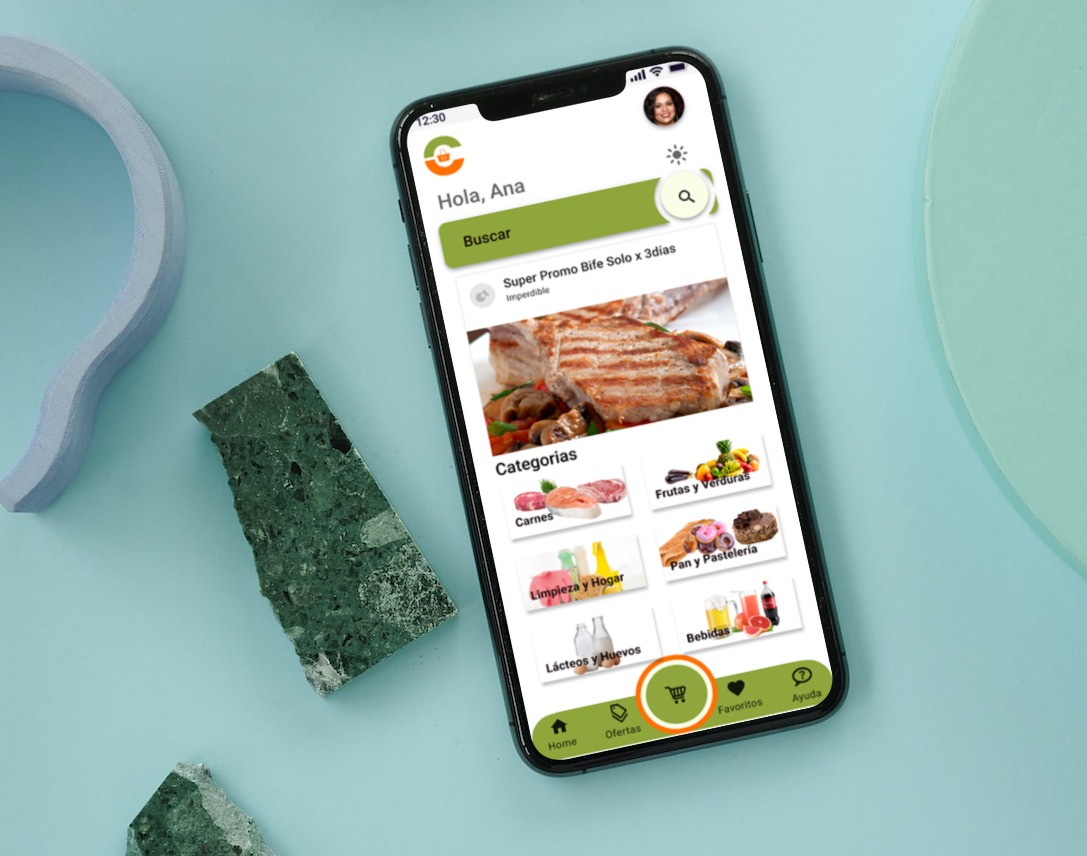 12:30
Hola, Ana
Buscar
Super Promo Bife Solo x 3días
Imperdible
Categorias
Carnes
Frutas y Verduras
Limpieza y Hogar
Pan y Pastelería
Lácteos y Huevos
Bebidas
Home
Ofertas
Favoritos
Ayuda